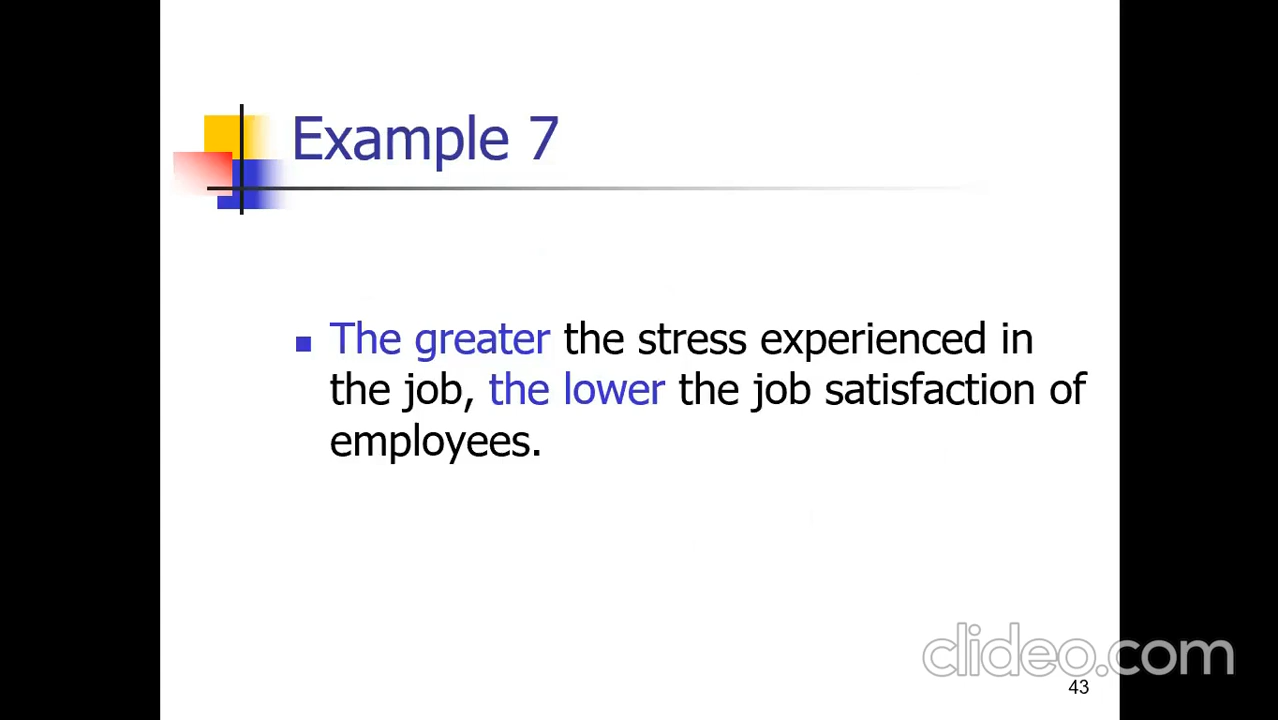 Example 7
The greater the stress experienced in
the job, the lower the job satisfaction of
employees.
clideo.com
43